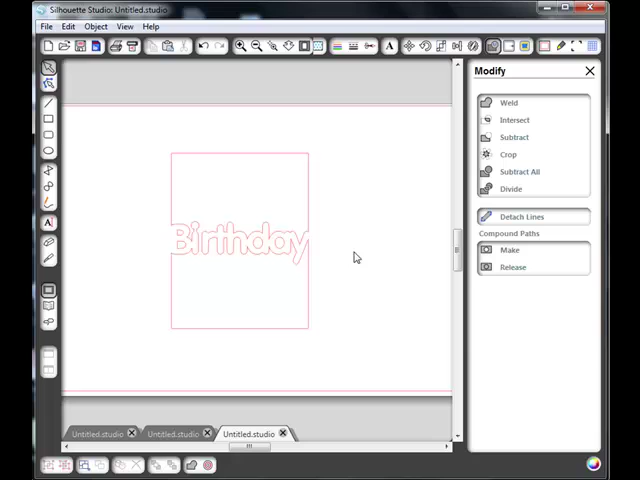 Silhouette Studio: Untitled.studio
File Edit Object View Help
Modify
Weld
Intersect
Subtract
Crop
Subtract All
Divide
Detach Lines
Compound Paths
Make
Release
Birthday
Untitled.studio Untitled.studio Untitled.studio